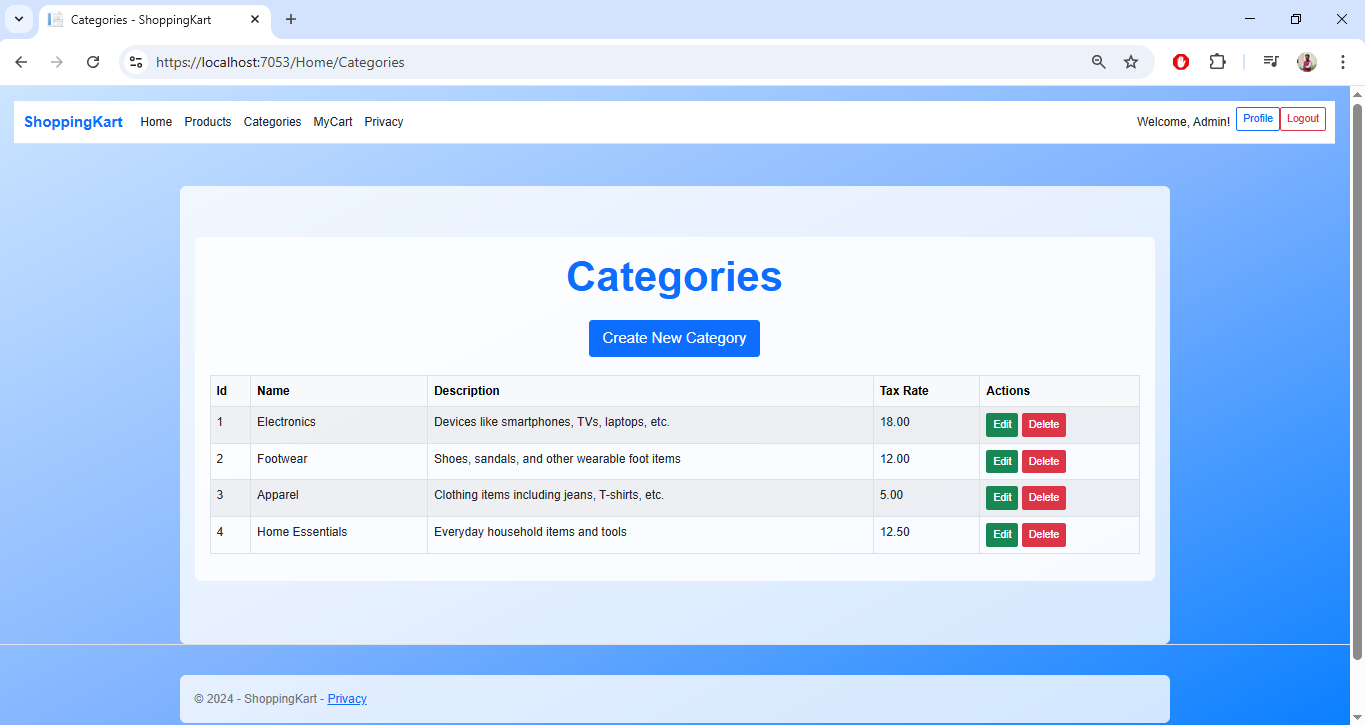 Categories - ShoppingKart
https://localhost:7053/Home/Categories
ShoppingKart Home Products Categories MyCart Privacy Welcome, Admin! Profile Logout
Categories
Create New Category
Id Name Description Tax Rate Actions
1 Electronics Devices like smartphones, TVs, laptops, etc. 18.00 Edit Delete
2 Footwear Shoes, sandals, and other wearable foot items 12.00 Edit Delete
3 Apparel Clothing items including jeans, T-shirts, etc. 5.00 Edit Delete
4 Home Essentials Everyday household items and tools 12.50 Edit Delete
© 2024 - ShoppingKart - Privacy